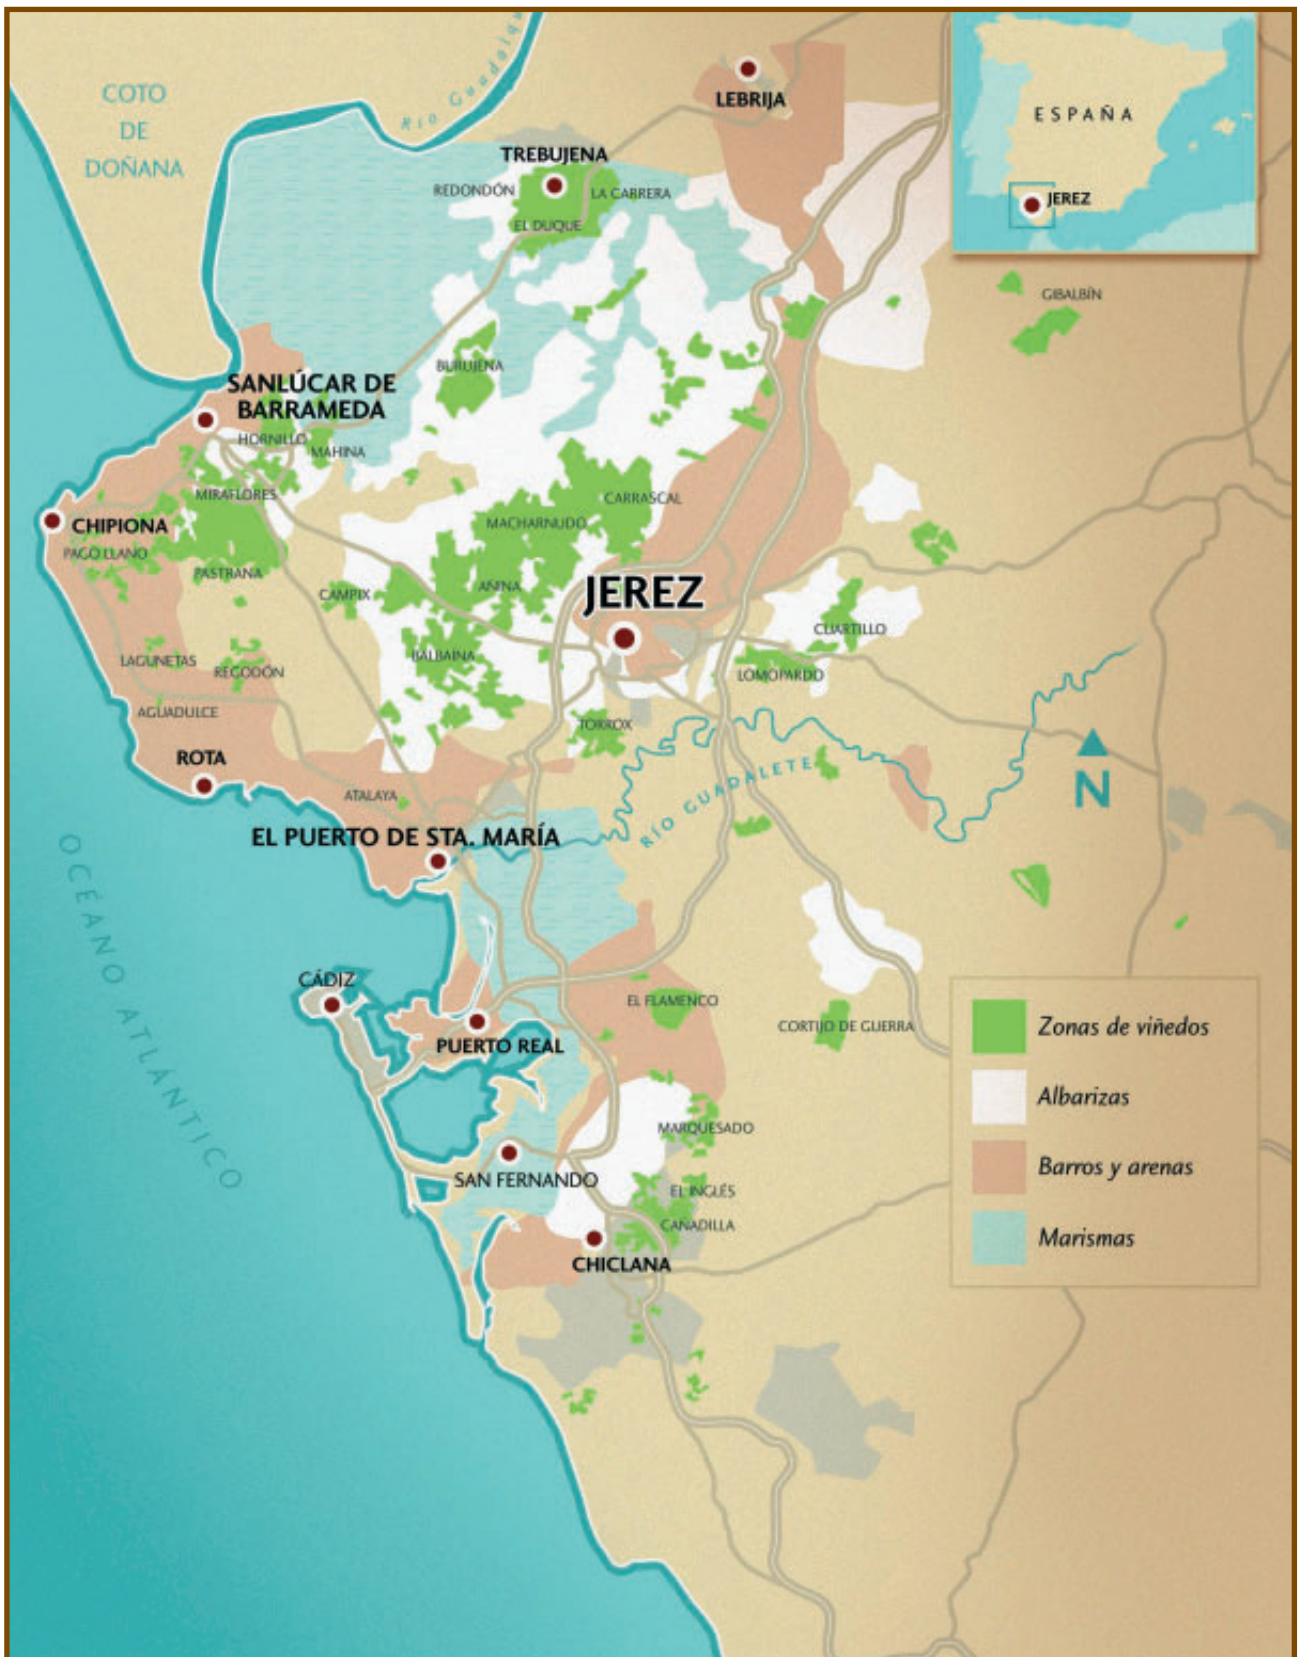 COTO
DE
DOÑANA
Río Guadalqui
LEBRIJA
ESPAÑA
JEREZ
TREBUJENA
REDONDÓN
LA CABRERA
EL DUQUE
GIBALBÍN
BURUJENA
SANLÚCAR DE
BARRAMEDA
HORNILLO
MAHINA
MIRAFLORES
CARRASCAL
MACHARNUDO
CHIPIONA
PAGO LLANO
PASTRANA
CAMPIX
AÑINA
JEREZ
CUARTILLO
BALBAINA
LAGUNETAS
REGODÓN
LOMOPARDO
AGUADULCE
TORROX
ROTA
RÍO GUADALETE
N
ATALAYA
EL PUERTO DE STA. MARÍA
OCÉANO ATLÁNTICO
CÁDIZ
EL FLAMENCO
CORTIJO DE GUERRA
PUERTO REAL
MARQUESADO
SAN FERNANDO
EL INGLÉS
CAÑADILLA
CHICLANA
Zonas de viñedos
Albarizas
Barros y arenas
Marismas